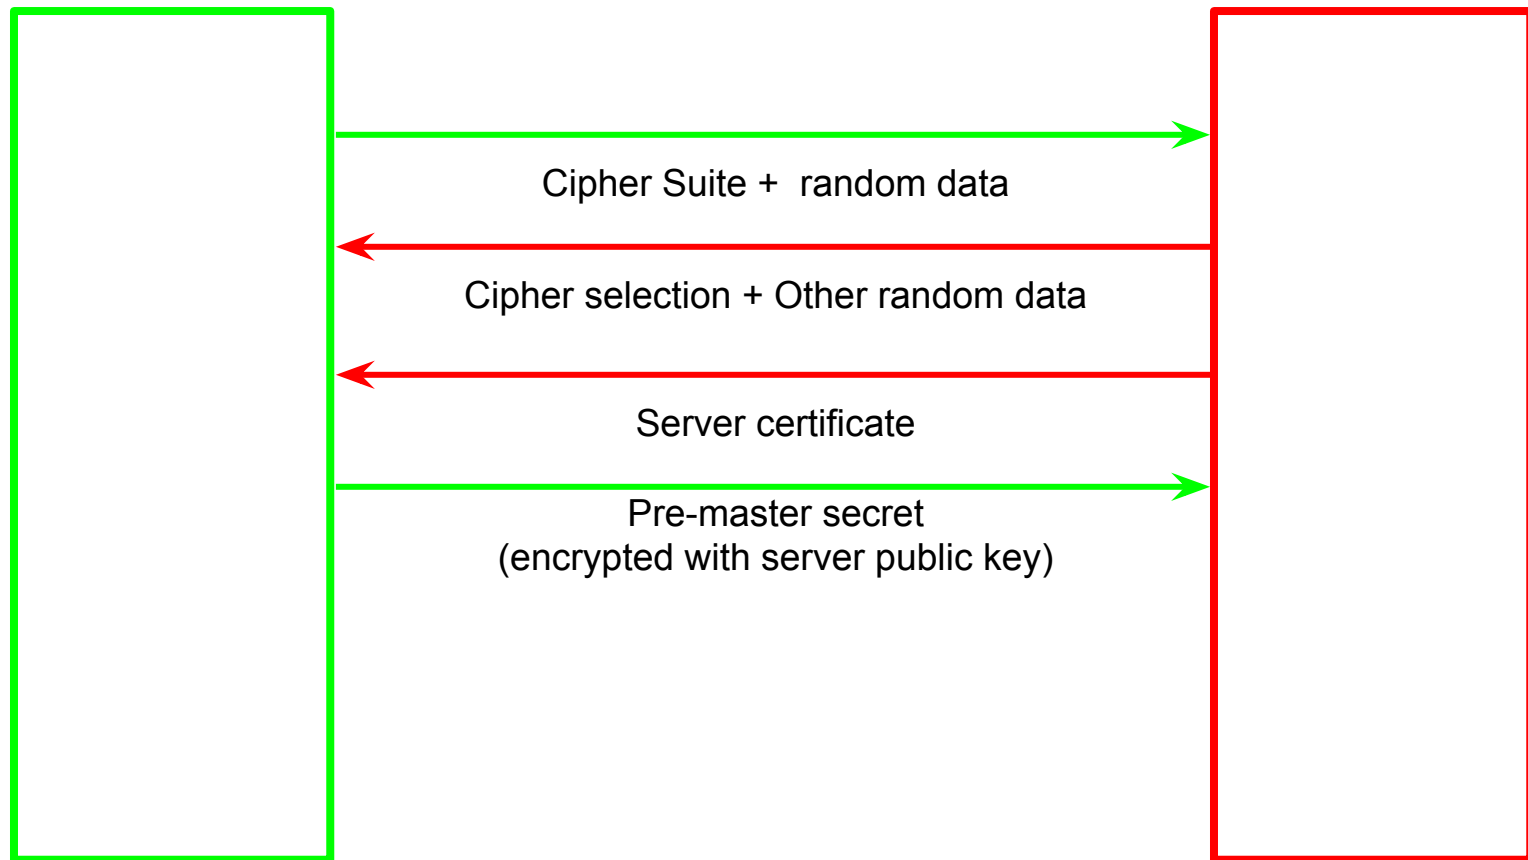 Cipher Suite +  random data
Cipher selection + Other random data
Server certificate
Pre-master secret
(encrypted with server public key)